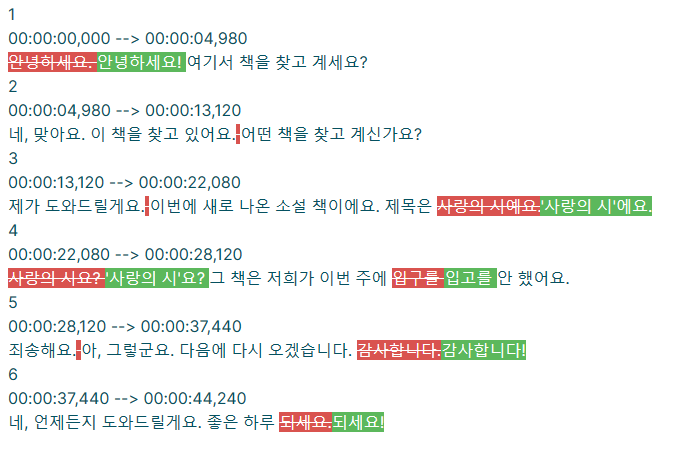 1
00:00:00,000 --> 00:00:04,980
안녕하세요. 안녕하세요! 여기서 책을 찾고 계세요?
2
00:00:04,980 --> 00:00:13,120
네, 맞아요. 이 책을 찾고 있어요. 어떤 책을 찾고 계신가요?
3
00:00:13,120 --> 00:00:22,080
제가 도와드릴게요. 이번에 새로 나온 소설 책이에요. 제목은 사랑의 시예요.'사랑의 시'에요.
4
00:00:22,080 --> 00:00:28,120
사랑의 시요? '사랑의 시'요? 그 책은 저희가 이번 주에 입구를 입고를 안 했어요.
5
00:00:28,120 --> 00:00:37,440
죄송해요. 아, 그렇군요. 다음에 다시 오겠습니다. 감사합니다.감사합니다!
6
00:00:37,440 --> 00:00:44,240
네, 언제든지 도와드릴게요. 좋은 하루 되세요.되세요!